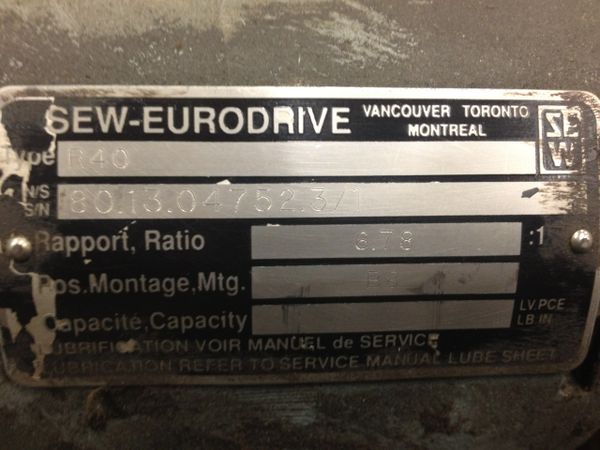 SEW-EURODRIVE VANCOUVER TORONTO MONTREAL SEW
Type R40
N/S S/N 80.13.04752.3/1
Rapport, Ratio 6.78 :1
Pos.Montage,Mtg.
Capacité,Capacity LV PCE LB IN
LUBRIFICATION VOIR MANUEL de SERVICE
LUBRICATION REFER TO SERVICE MANUAL LUBE SHEET